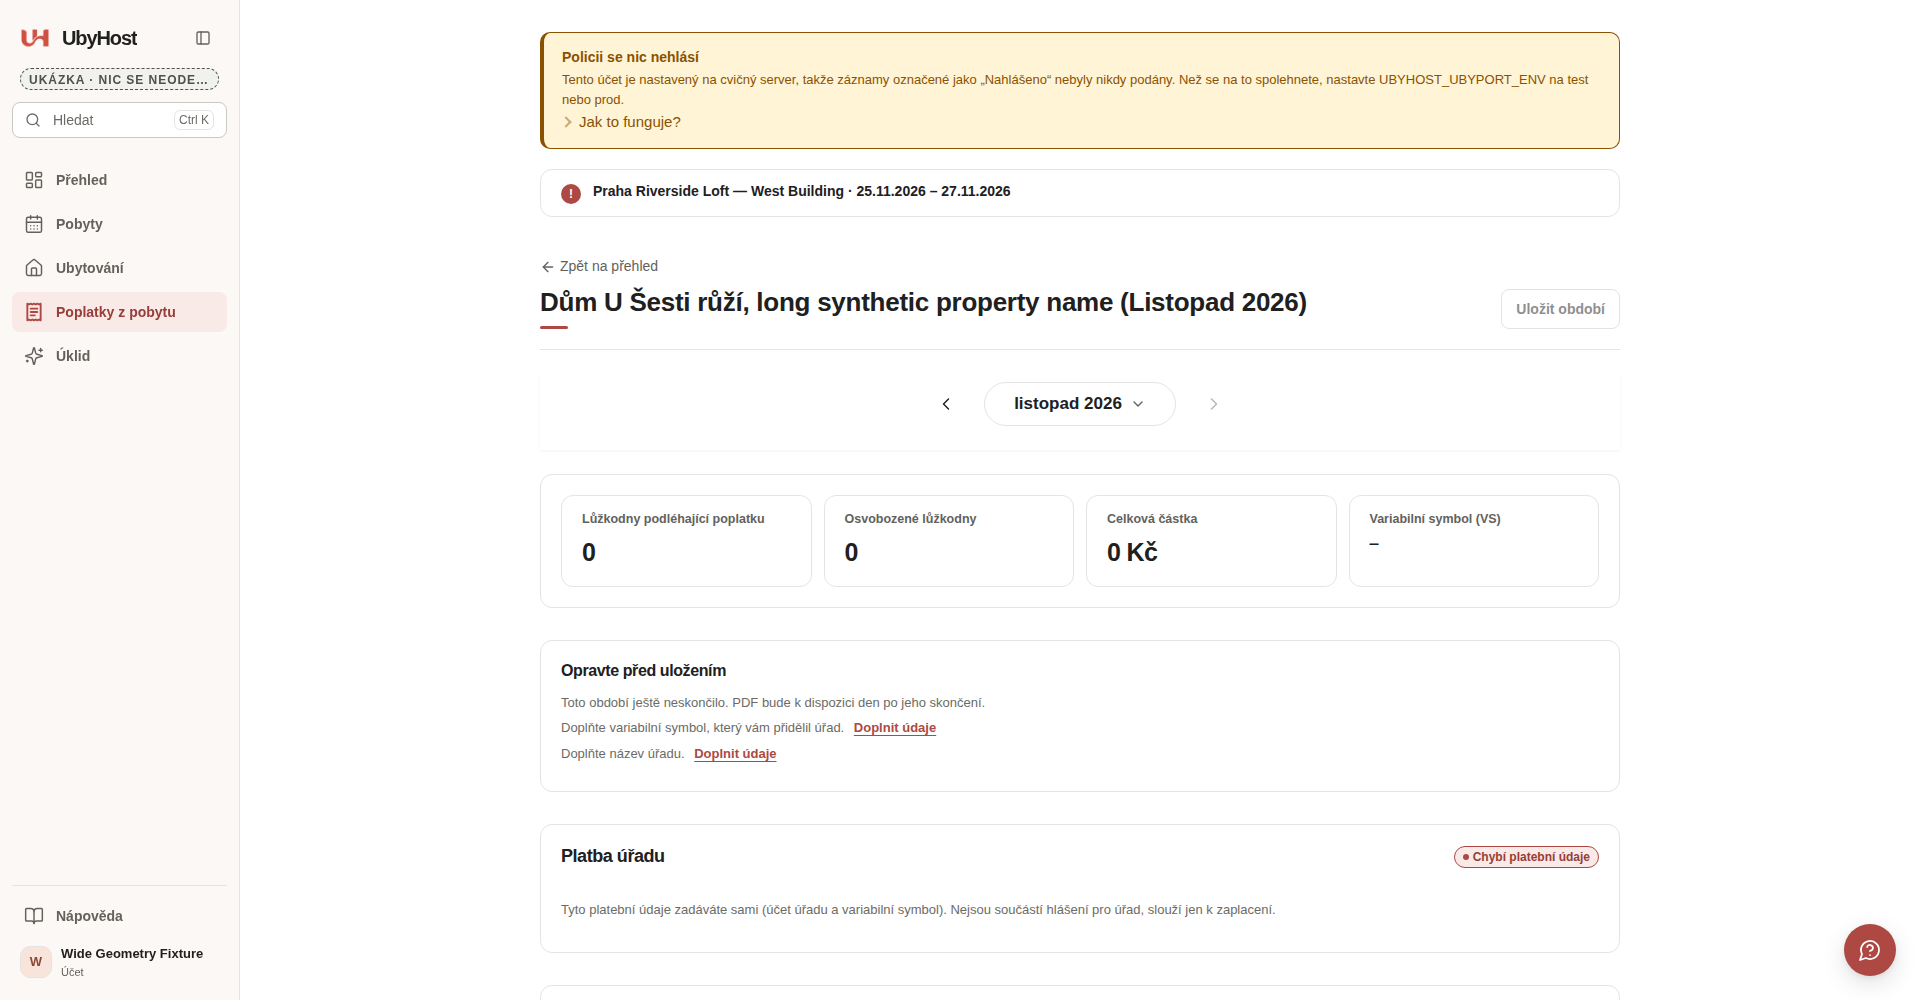 UbyHost
UKÁZKA · NIC SE NEODE…
Hledat
Ctrl K
Přehled
Pobyty
Ubytování
Poplatky z pobytu
Úklid
Nápověda
W
Wide Geometry Fixture
Účet
Policii se nic nehlásí
Tento účet je nastavený na cvičný server, takže záznamy označené jako „Nahlášeno“ nebyly nikdy podány. Než se na to spolehnete, nastavte UBYHOST_UBYPORT_ENV na test
nebo prod.
Jak to funguje?
! Praha Riverside Loft — West Building · 25.11.2026 – 27.11.2026
Zpět na přehled
Dům U Šesti růží, long synthetic property name (Listopad 2026)
Uložit období
listopad 2026
Lůžkodny podléhající poplatku
0
Osvobozené lůžkodny
0
Celková částka
0 Kč
Variabilní symbol (VS)
–
Opravte před uložením
Toto období ještě neskončilo. PDF bude k dispozici den po jeho skončení.
Doplňte variabilní symbol, který vám přidělil úřad. Doplnit údaje
Doplňte název úřadu. Doplnit údaje
Platba úřadu
Chybí platební údaje
Tyto platební údaje zadáváte sami (účet úřadu a variabilní symbol). Nejsou součástí hlášení pro úřad, slouží jen k zaplacení.